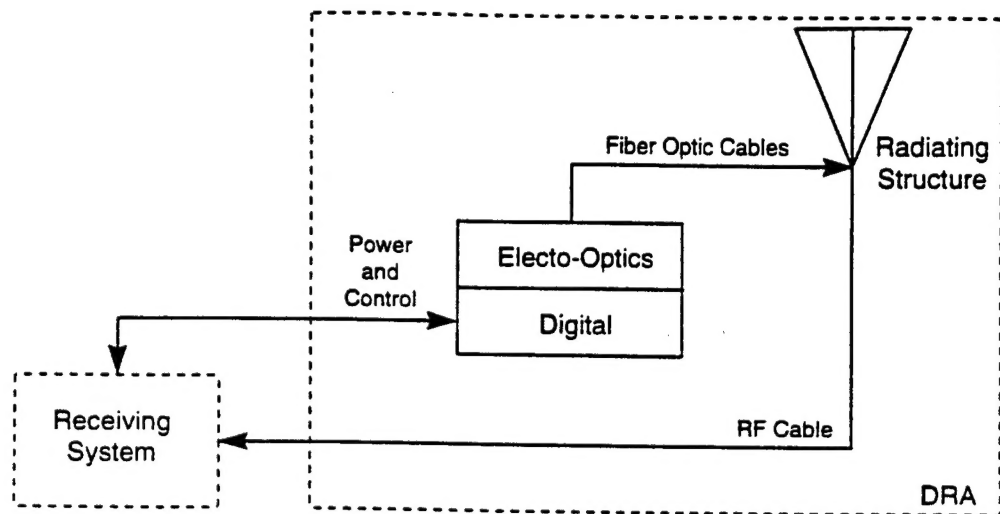 Fiber Optic Cables
Radiating
Structure
Power
and
Control
Electo-Optics
Digital
Receiving
System
RF Cable
DRA